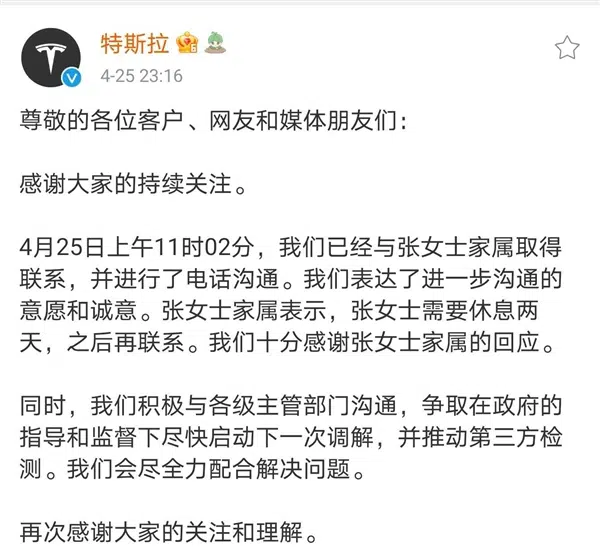 特斯拉
4-25 23:16
尊敬的各位客户、网友和媒体朋友们：
感谢大家的持续关注。
4月25日上午11时02分，我们已经与张女士家属取得
联系，并进行了电话沟通。我们表达了进一步沟通的
意愿和诚意。张女士家属表示，张女士需要休息两
天，之后再联系。我们十分感谢张女士家属的回应。
同时，我们积极与各级主管部门沟通，争取在政府的
指导和监督下尽快启动下一次调解，并推动第三方检
测。我们会尽全力配合解决问题。
再次感谢大家的关注和理解。